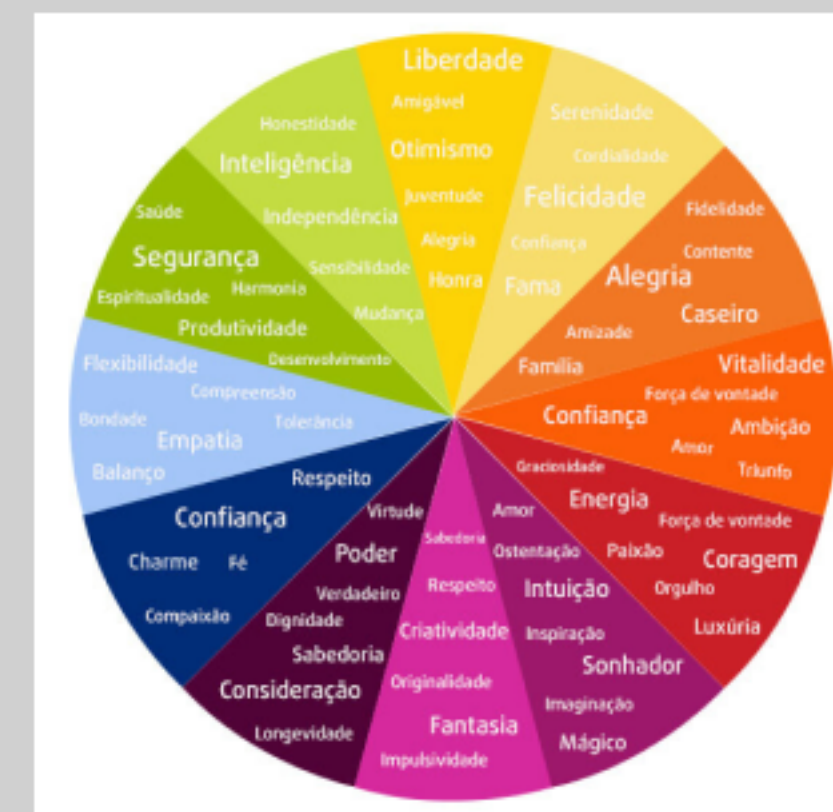 Liberdade
Amigável
Otimismo
Juventude
Alegria
Honra
Serenidade
Cordialidade
Felicidade
Confiança
Fama
Fidelidade
Contente
Alegria
Caseiro
Amizade
Família
Vitalidade
Força de vontade
Confiança
Ambição
Amor
Triunfo
Graciosidade
Energia
Força de vontade
Paixão
Coragem
Orgulho
Luxúria
Amor
Ostentação
Intuição
Inspiração
Sonhador
Imaginação
Mágico
Sabedoria
Respeito
Criatividade
Originalidade
Fantasia
Impulsividade
Virtude
Poder
Verdadeiro
Dignidade
Sabedoria
Consideração
Longevidade
Respeito
Confiança
Charme
Fé
Compaixão
Flexibilidade
Compreensão
Bondade
Tolerância
Empatia
Balanço
Saúde
Segurança
Harmonia
Espiritualidade
Produtividade
Desenvolvimento
Honestidade
Inteligência
Independência
Sensibilidade
Mudança